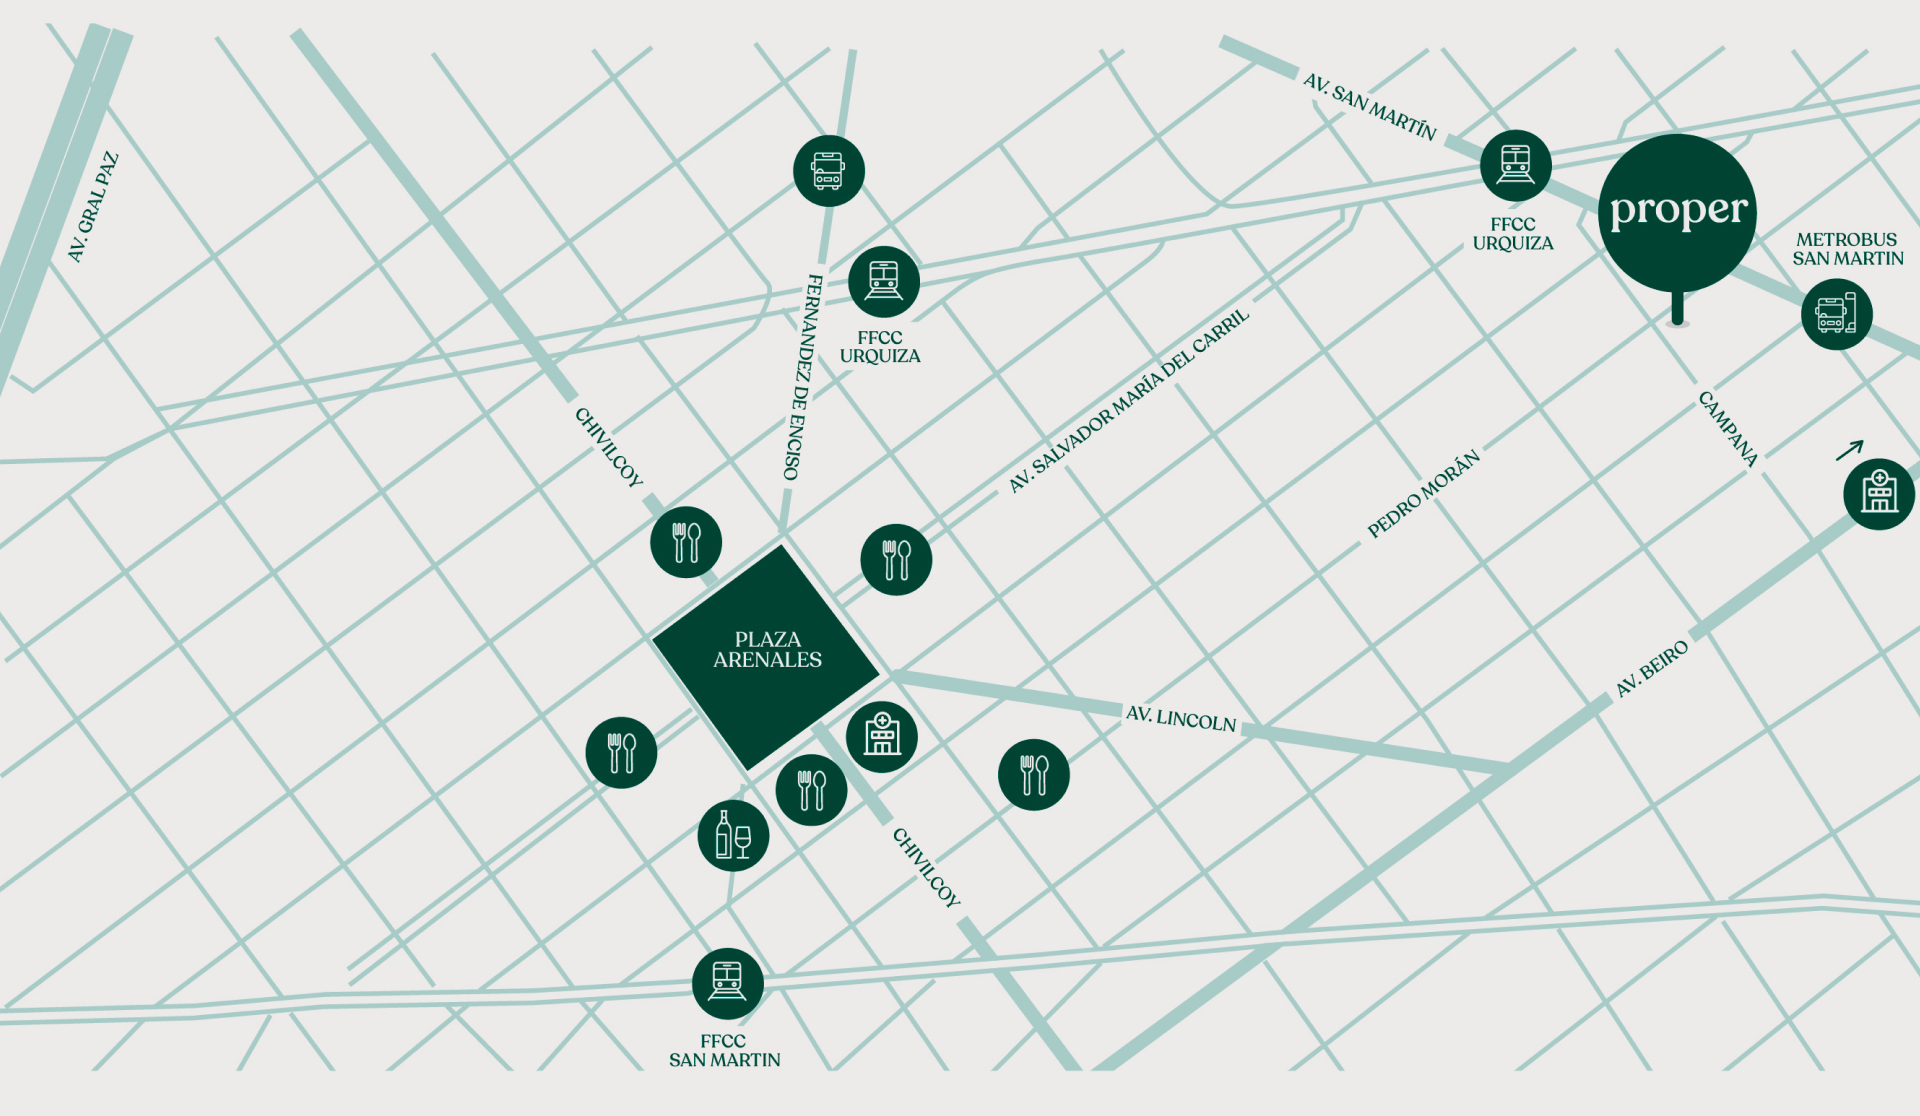 AV. SAN MARTÍN
AV. GRAL PAZ
proper
FFCC
URQUIZA
METROBUS
SAN MARTIN
FERNANDEZ DE ENCISO
FFCC
URQUIZA
AV. SALVADOR MARÍA DEL CARRIL
CHIVILCOY
CAMPANA
PEDRO MORÁN
PLAZA
ARENALES
AV. BEIRO
AV. LINCOLN
CHIVILCOY
FFCC
SAN MARTIN